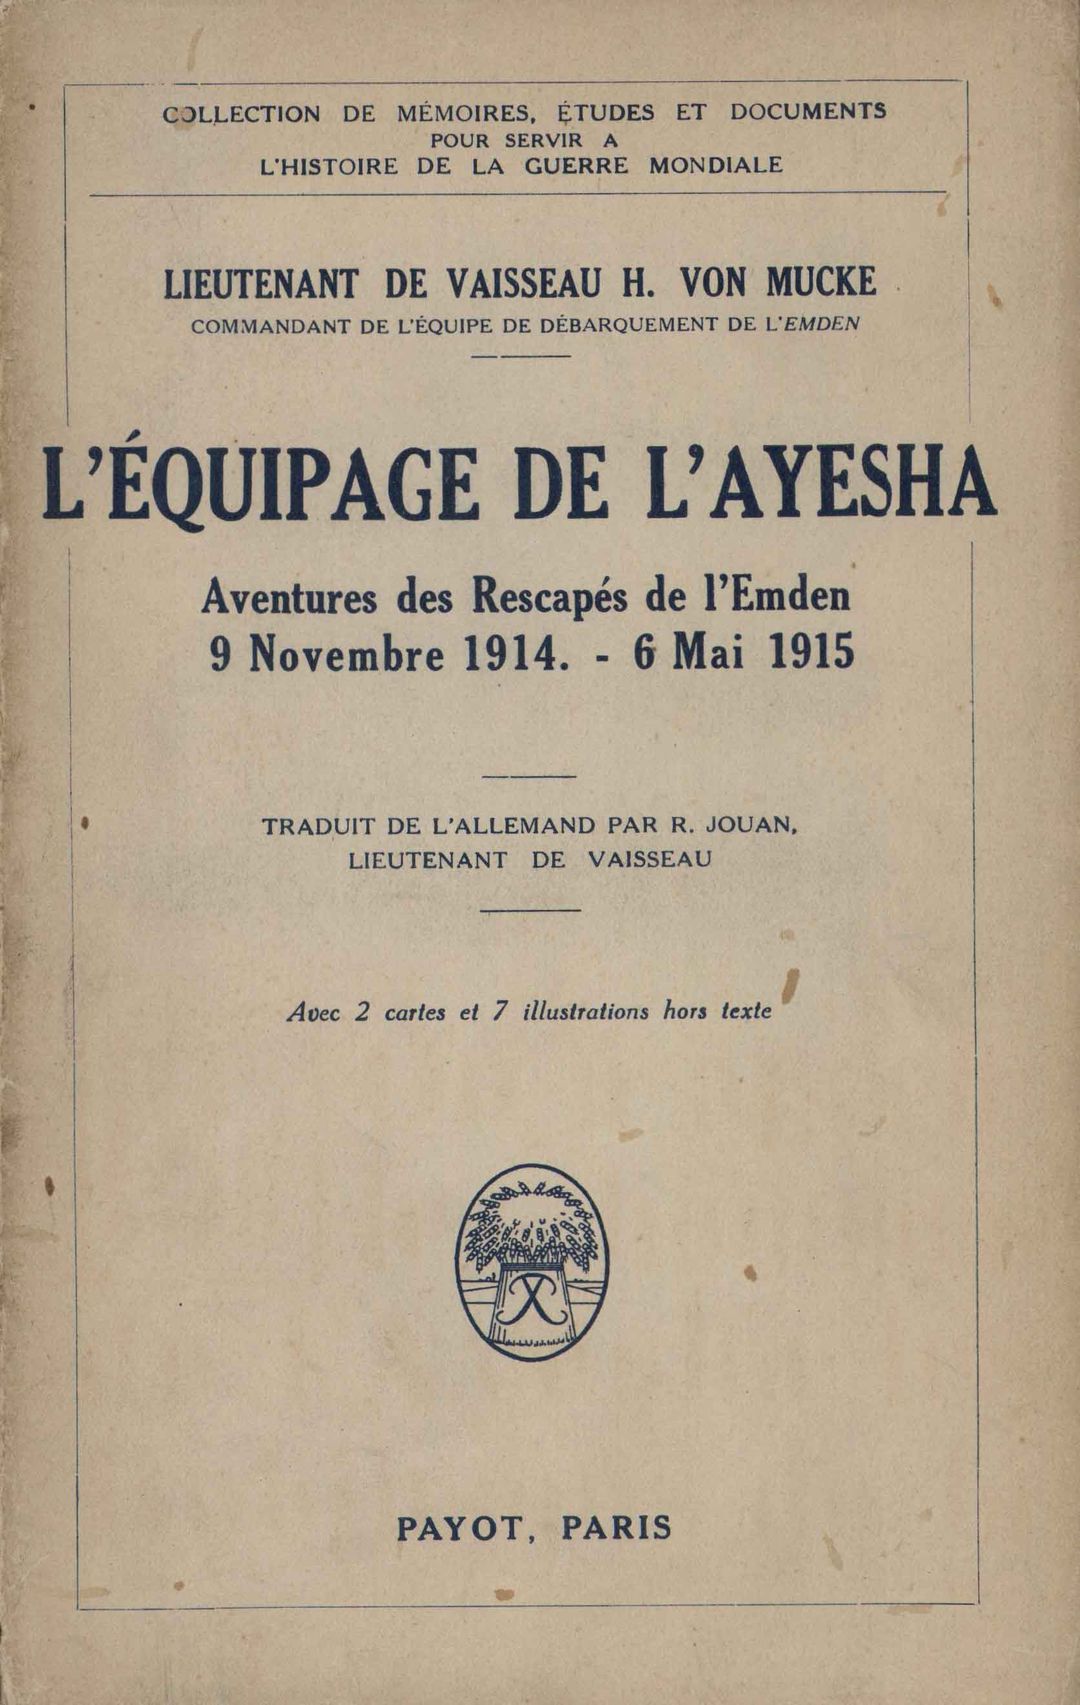 COLLECTION DE MÉMOIRES, ÉTUDES ET DOCUMENTS
POUR SERVIR A
L'HISTOIRE DE LA GUERRE MONDIALE
LIEUTENANT DE VAISSEAU H. VON MUCKE
COMMANDANT DE L'ÉQUIPE DE DÉBARQUEMENT DE L'EMDEN
L'ÉQUIPAGE DE L'AYESHA
Aventures des Rescapés de l'Emden
9 Novembre 1914. - 6 Mai 1915
TRADUIT DE L'ALLEMAND PAR R. JOUAN,
LIEUTENANT DE VAISSEAU
Avec 2 cartes et 7 illustrations hors texte
PAYOT, PARIS